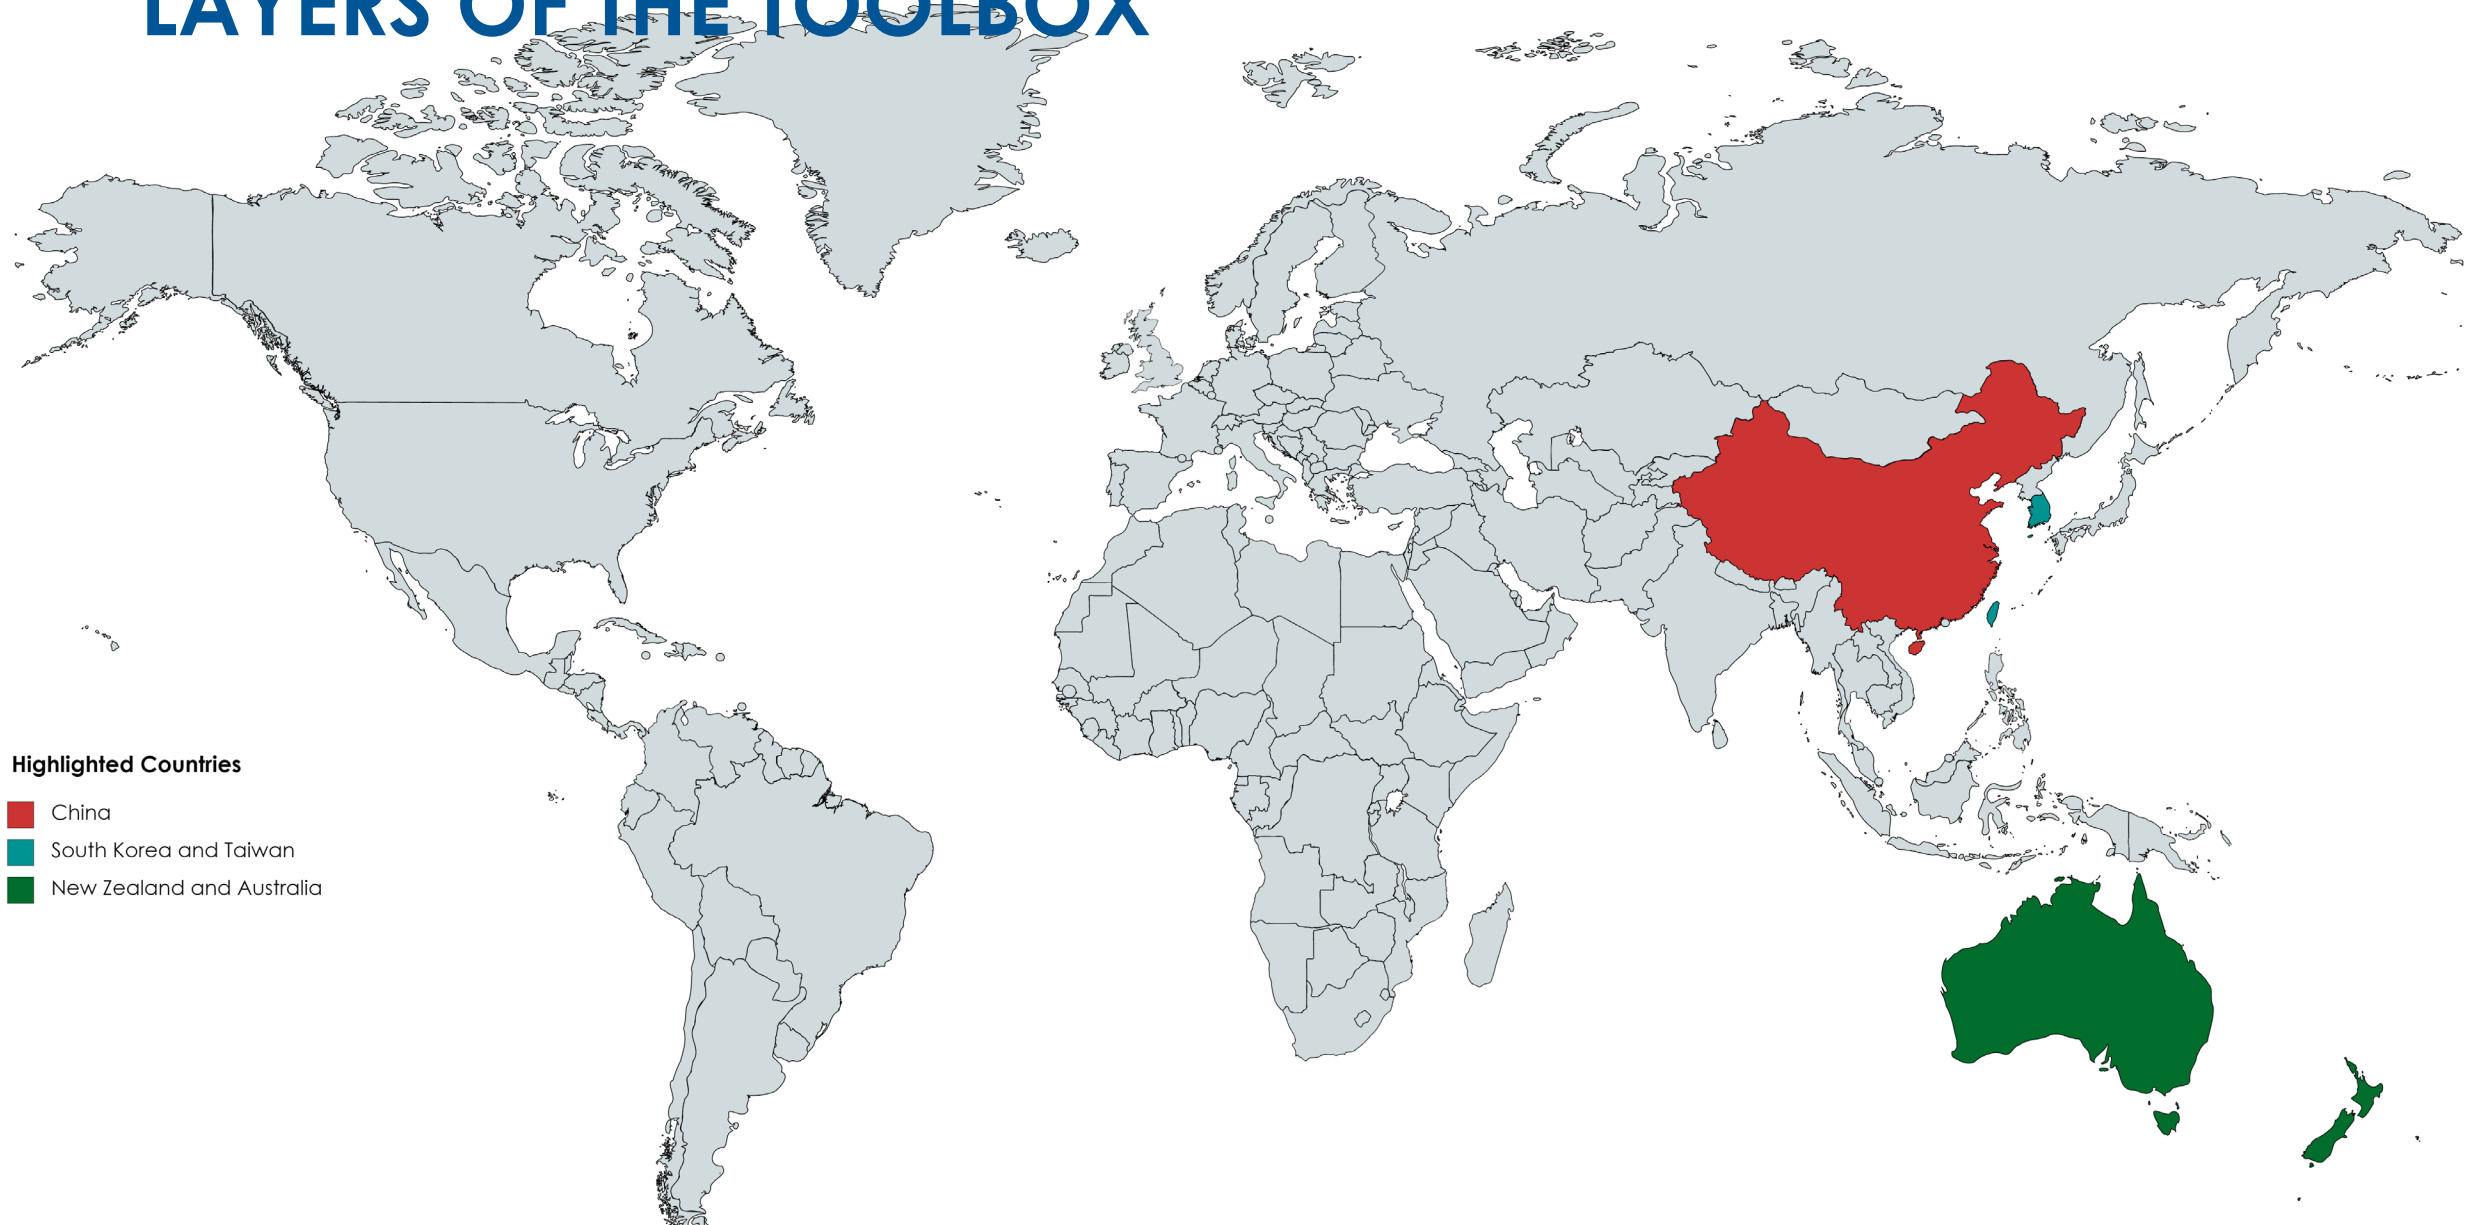 LAYERS OF THE TOOLBOX
Highlighted Countries
China
South Korea and Taiwan
New Zealand and Australia